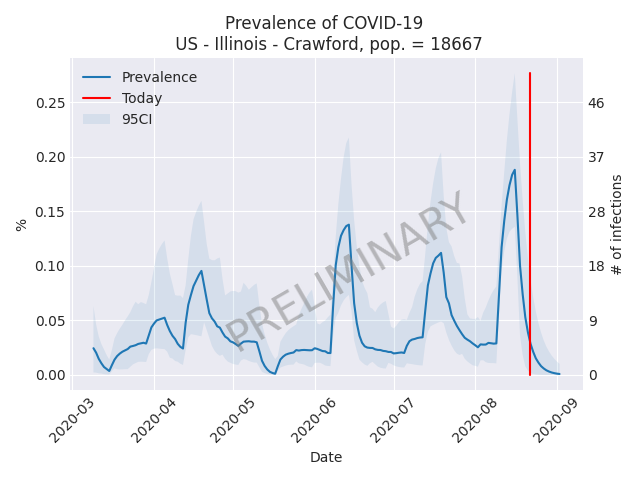 Prevalence of COVID-19
US - Illinois - Crawford, pop. = 18667
Prevalence
Today
95CI
0.25
0.20
0.15
0.10
0.05
0.00
%
46
37
28
18
9
0
# of infections
PRELIMINARY
2020-03
2020-04
2020-05
2020-06
2020-07
2020-08
2020-09
Date